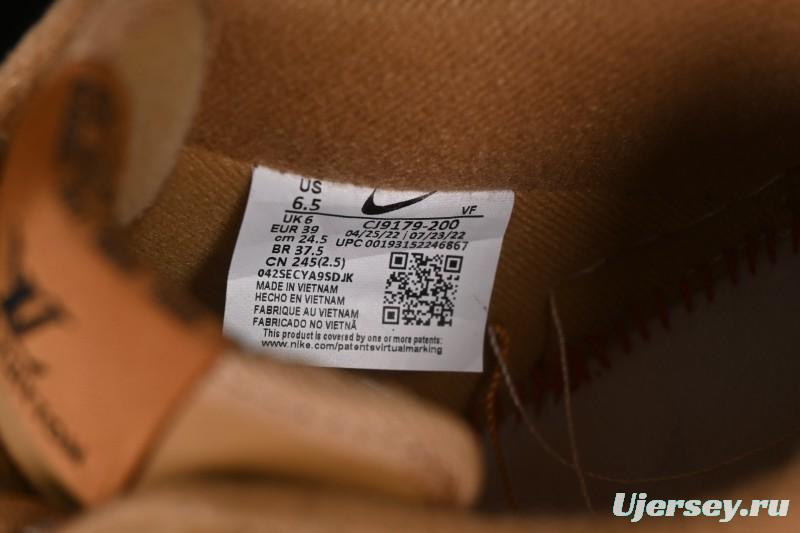 US
6.5
VF
UK 6
CJ9179-200
EUR 39
04/25/22 | 07/23/22
cm 24.5
UPC 00193152246867
BR 37.5
CN 245(2.5)
042SECYA9SDJK
MADE IN VIETNAM
HECHO EN VIETNAM
FABRIQUE AU VIETNAM
FABRICADO NO VIETNÃ
This product is covered by one or more patents:
www.nike.com/patentsvirtualmarking
Ujersey.ru